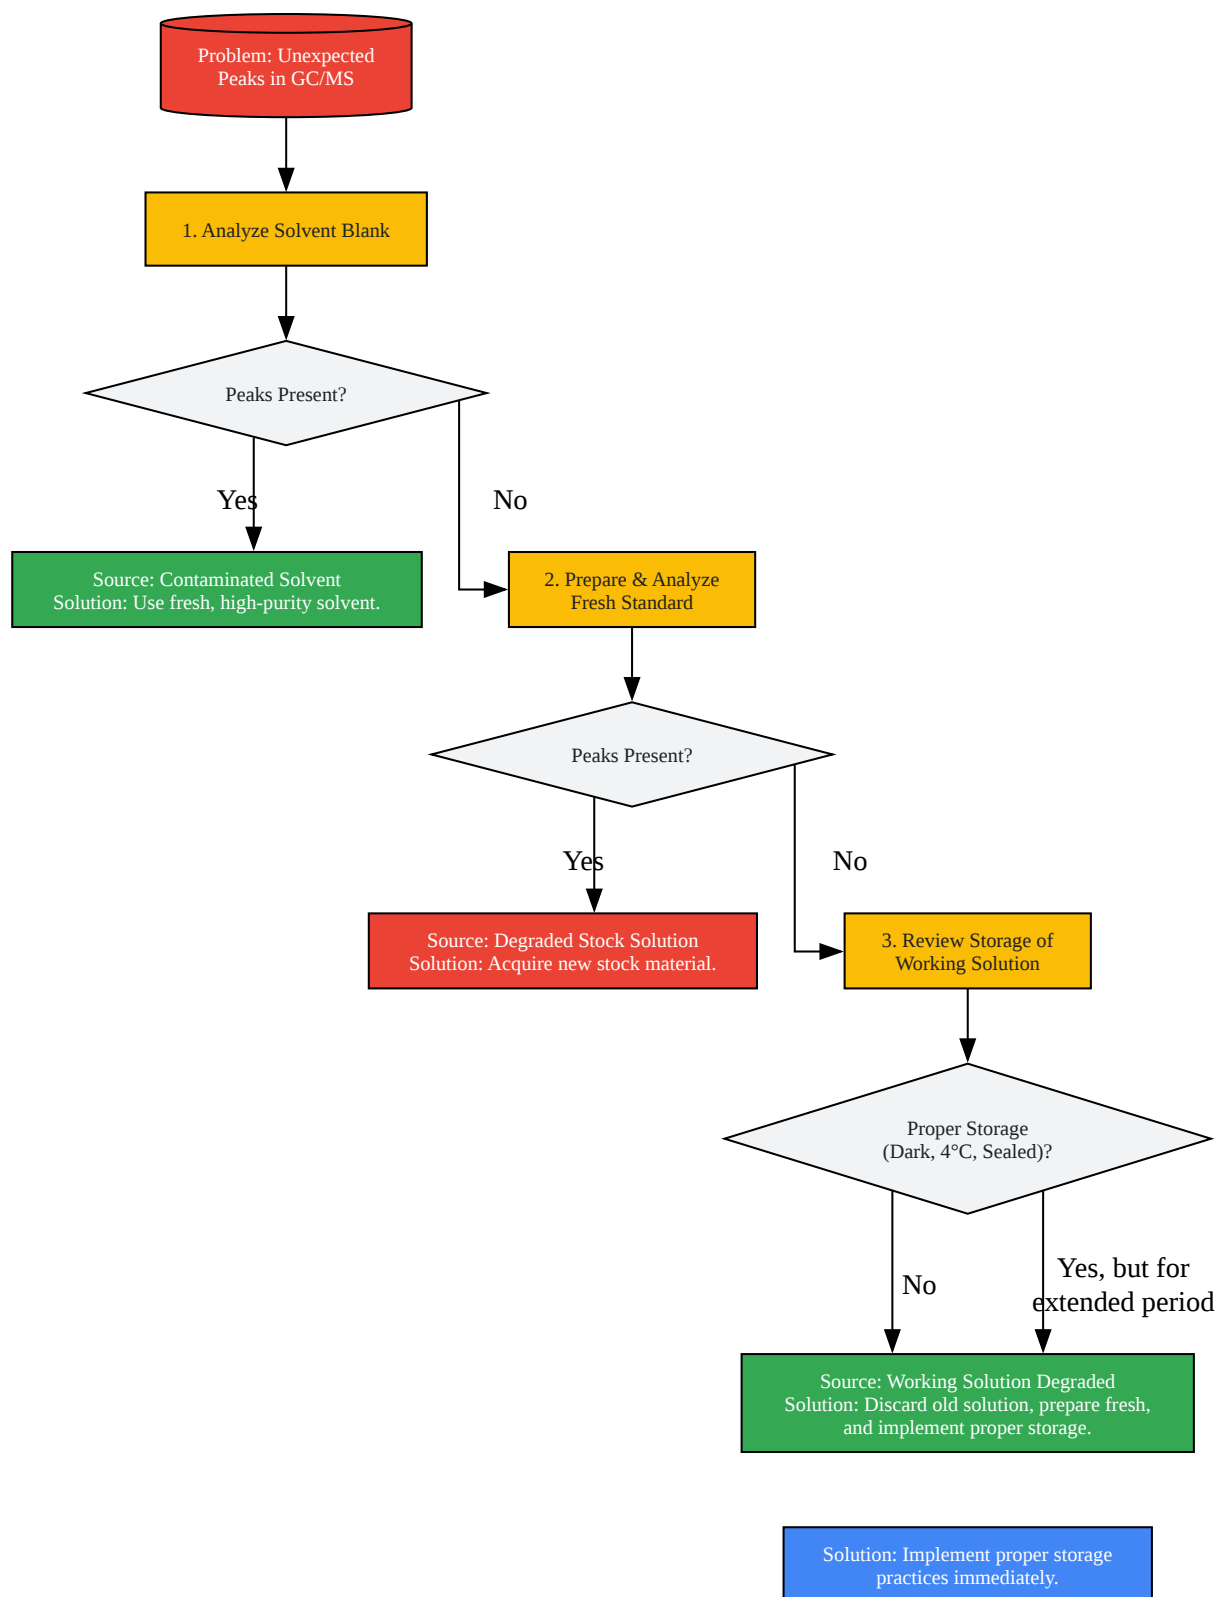 Problem: Unexpected
Peaks in GC/MS
1. Analyze Solvent Blank
Peaks Present?
Yes
No
Source: Contaminated Solvent
Solution: Use fresh, high-purity solvent.
2. Prepare & Analyze
Fresh Standard
Peaks Present?
Yes
No
Source: Degraded Stock Solution
Solution: Acquire new stock material.
3. Review Storage of
Working Solution
Proper Storage
(Dark, 4°C, Sealed)?
No
Yes, but for
extended period
Source: Working Solution Degraded
Solution: Discard old solution, prepare fresh,
and implement proper storage.
Solution: Implement proper storage
practices immediately.